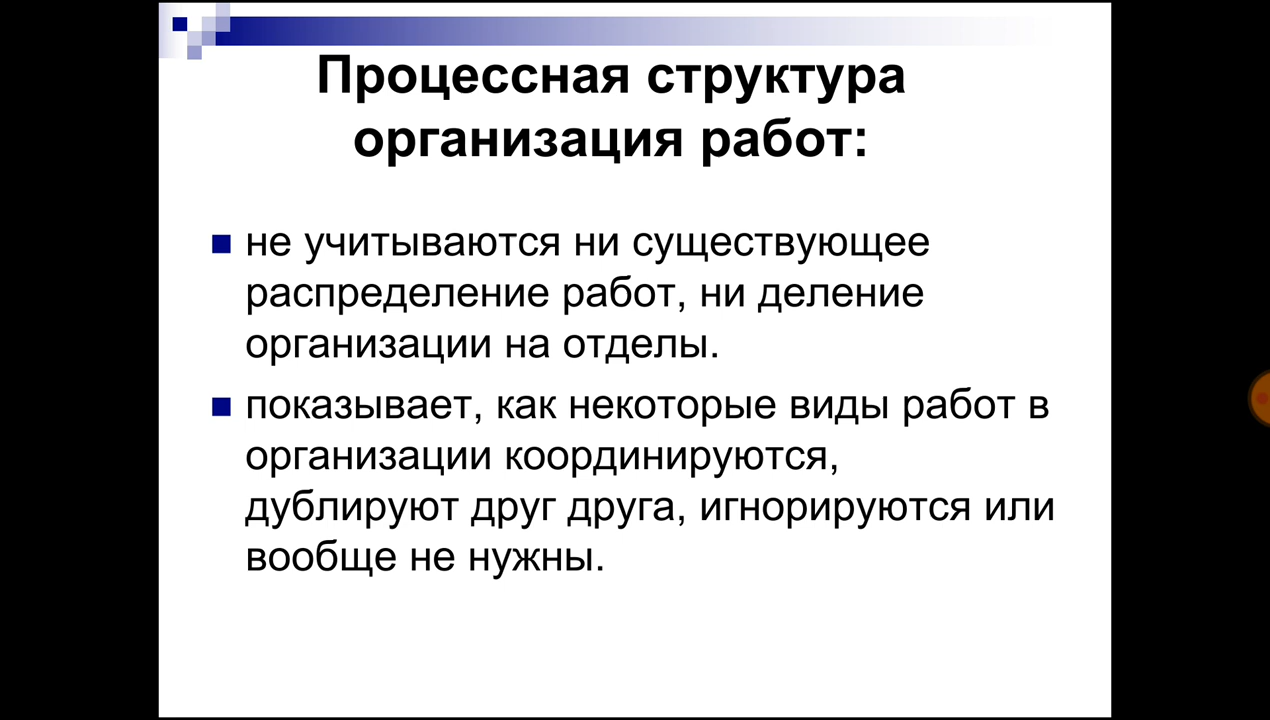 Процессная структура
организация работ:
не учитываются ни существующее
распределение работ, ни деление
организации на отделы.
показывает, как некоторые виды работ в
организации координируются,
дублируют друг друга, игнорируются или
вообще не нужны.